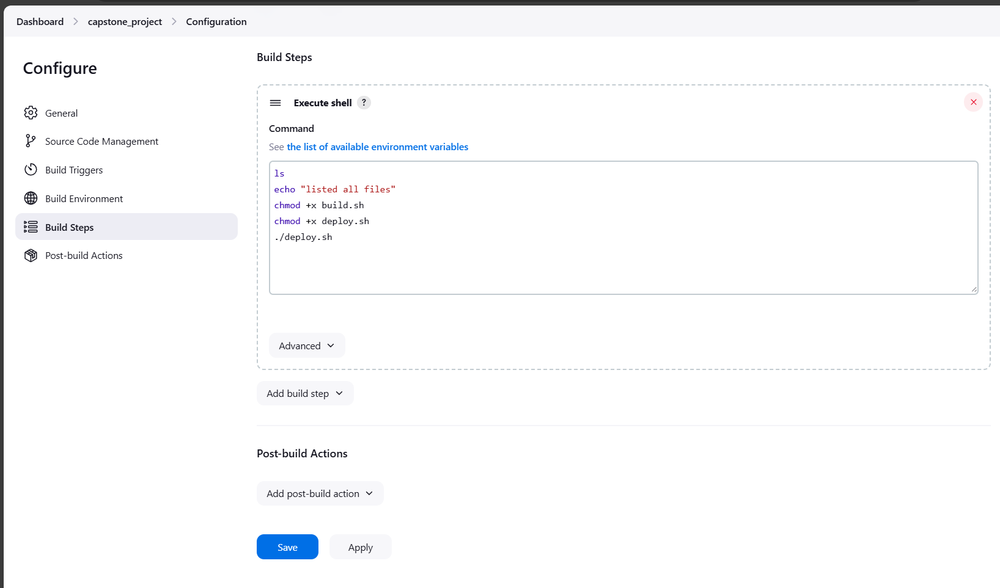 Dashboard > capstone_project > Configuration
Configure
General
Source Code Management
Build Triggers
Build Environment
Build Steps
Post-build Actions
Build Steps
Execute shell ?
Command
See the list of available environment variables
ls
echo "listed all files"
chmod +x build.sh
chmod +x deploy.sh
./deploy.sh
Advanced
Add build step
Post-build Actions
Add post-build action
Save
Apply